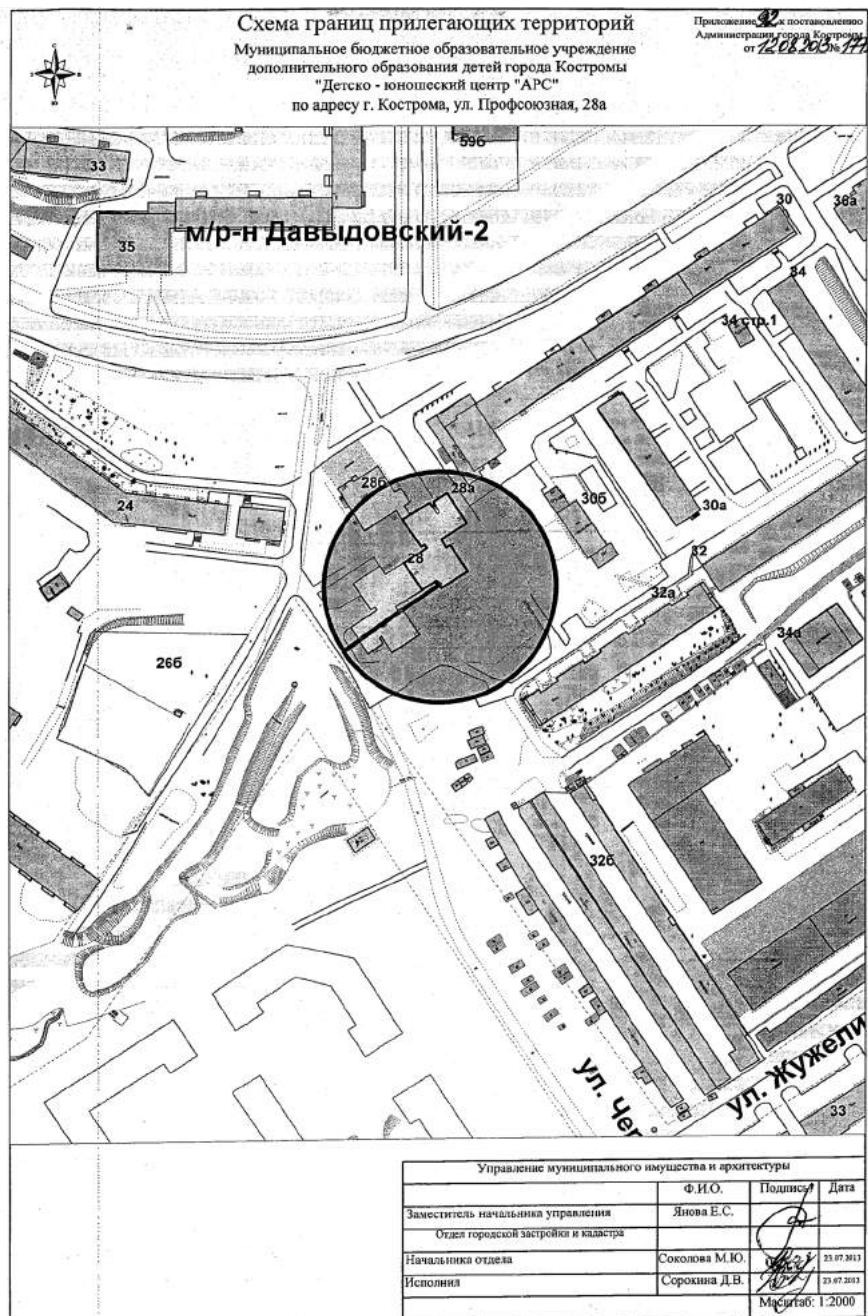 Схема границ прилегающих территорий
Муниципальное бюджетное образовательное учреждение
дополнительного образования детей города Костромы
"Детско - юношеский центр "АРС"
по адресу г. Кострома, ул. Профсоюзная, 28а
Приложение 92 к постановлению
Администрации города Костромы
от 12.08.2013 №
59б
33
30
36а
35
м/р-н Давыдовский-2
34
34 стр.1
28б
28а
24
30б
30а
28
32
32а
34а
26б
32б
ул. Жужели
ул. Че
33
Управление муниципального имущества и архитектуры
Ф.И.О.
Подпись
Дата
Заместитель начальника управления
Янова Е.С.
Отдел городской застройки и кадастра
Начальника отдела
Соколова М.Ю.
23.07.2013
Исполнил
Сорокина Д.В.
23.07.2013
Масштаб: 1:2000